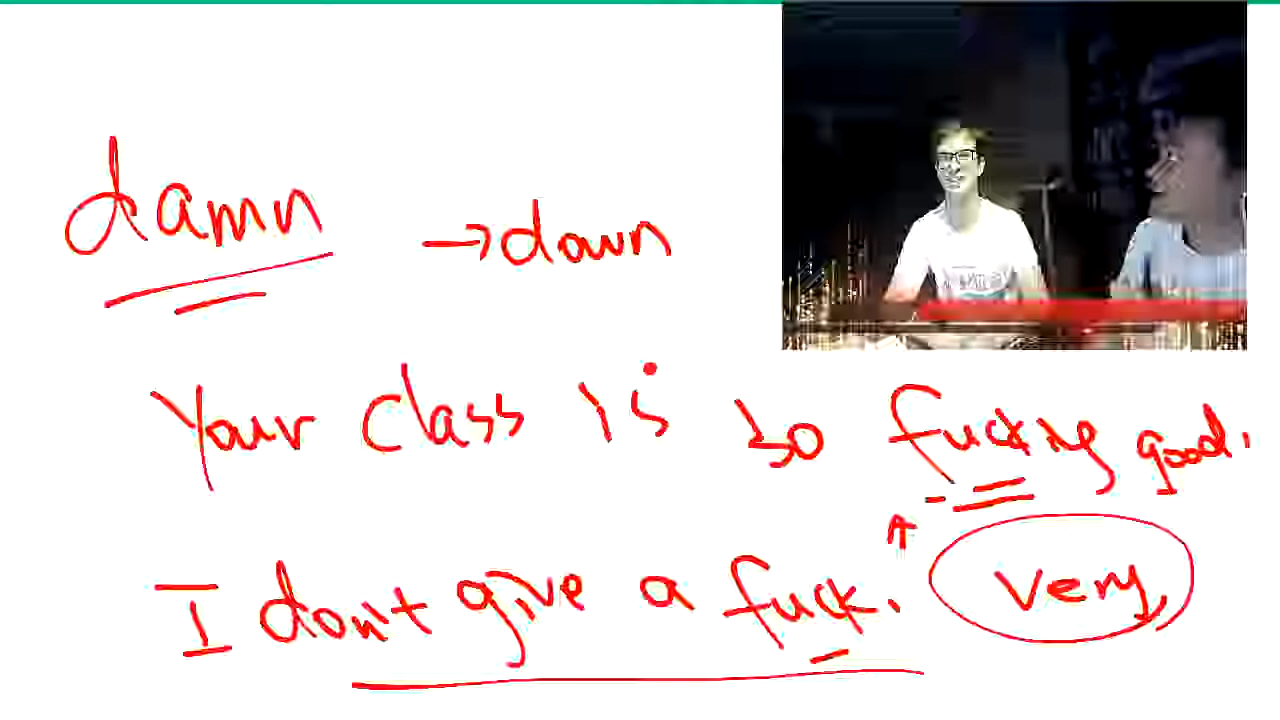 damn → down
Your class is so fucking good.
I don't give a fuck. very